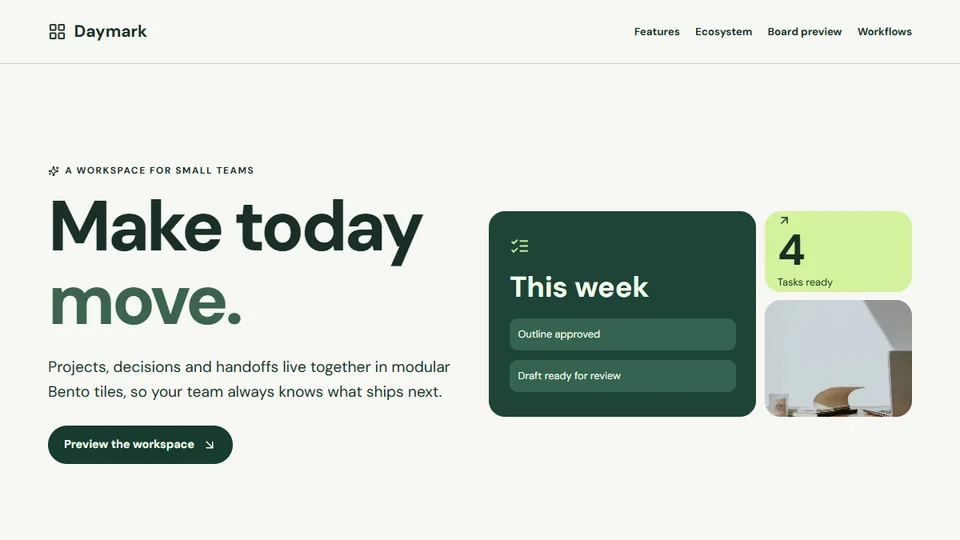 Daymark
Features
Ecosystem
Board preview
Workflows
A WORKSPACE FOR SMALL TEAMS
Make today
move.
Projects, decisions and handoffs live together in modular
Bento tiles, so your team always knows what ships next.
Preview the workspace
This week
Outline approved
Draft ready for review
4
Tasks ready